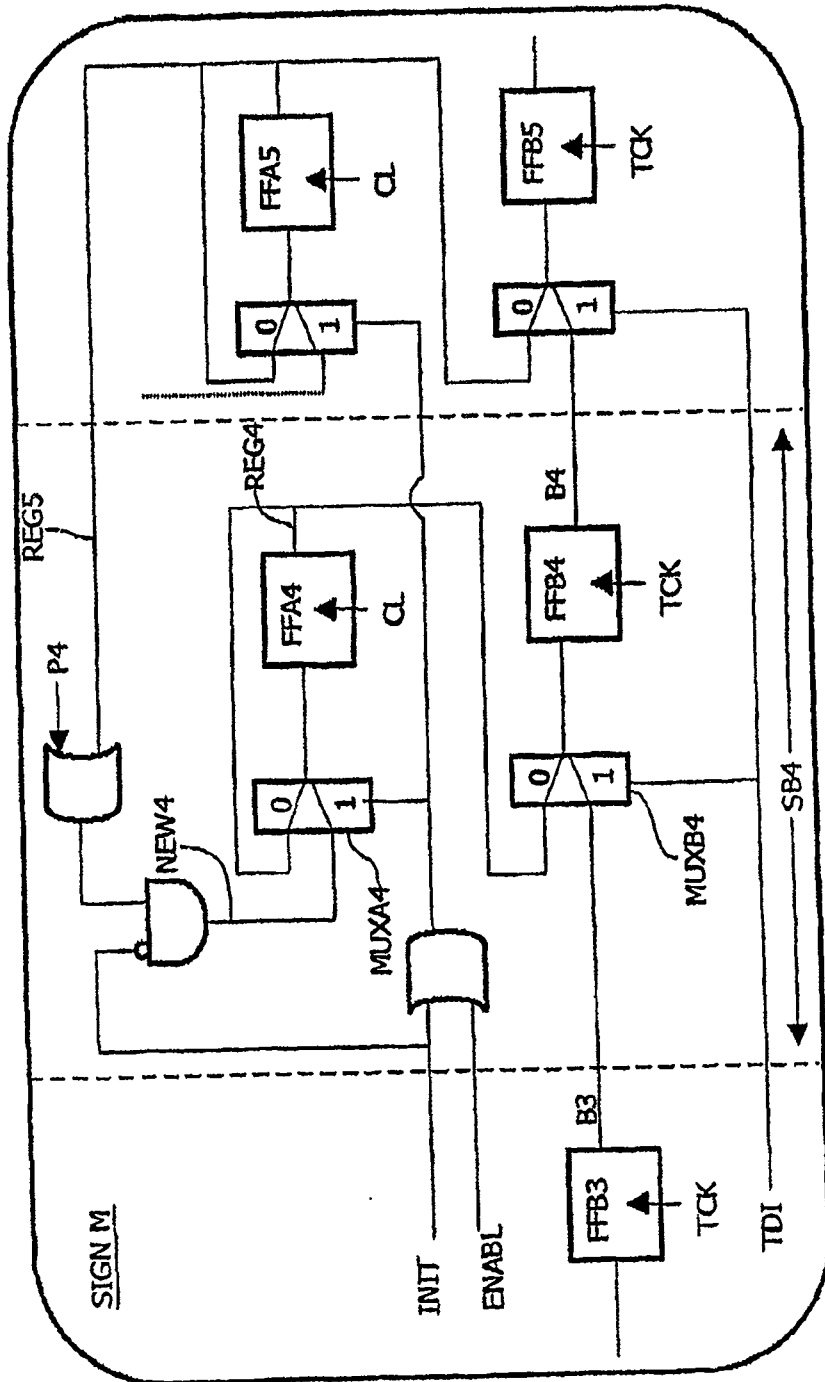 SIGN M
REG5
P4
NEW4
MUXA4
0
1
FFA4
CL
REG4
0
1
FFA5
CL
INIT
ENABL
FFB3
TCK
B3
0
1
MUXB4
FFB4
TCK
B4
0
1
FFB5
TCK
TDI
SB4